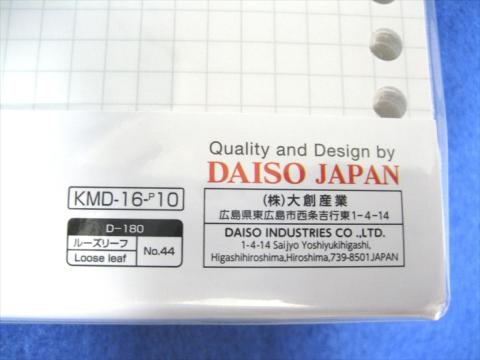 Quality and Design by
DAISO JAPAN
KMD-16-P10
(株)大創産業
広島県東広島市西条吉行東1-4-14
DAISO INDUSTRIES CO .,LTD.
1-4-14 Saijyo Yoshiyukihigashi,
Higashihiroshima,Hiroshima,739-8501JAPAN
D-180
ルーズリーフ
Loose leaf
No.44